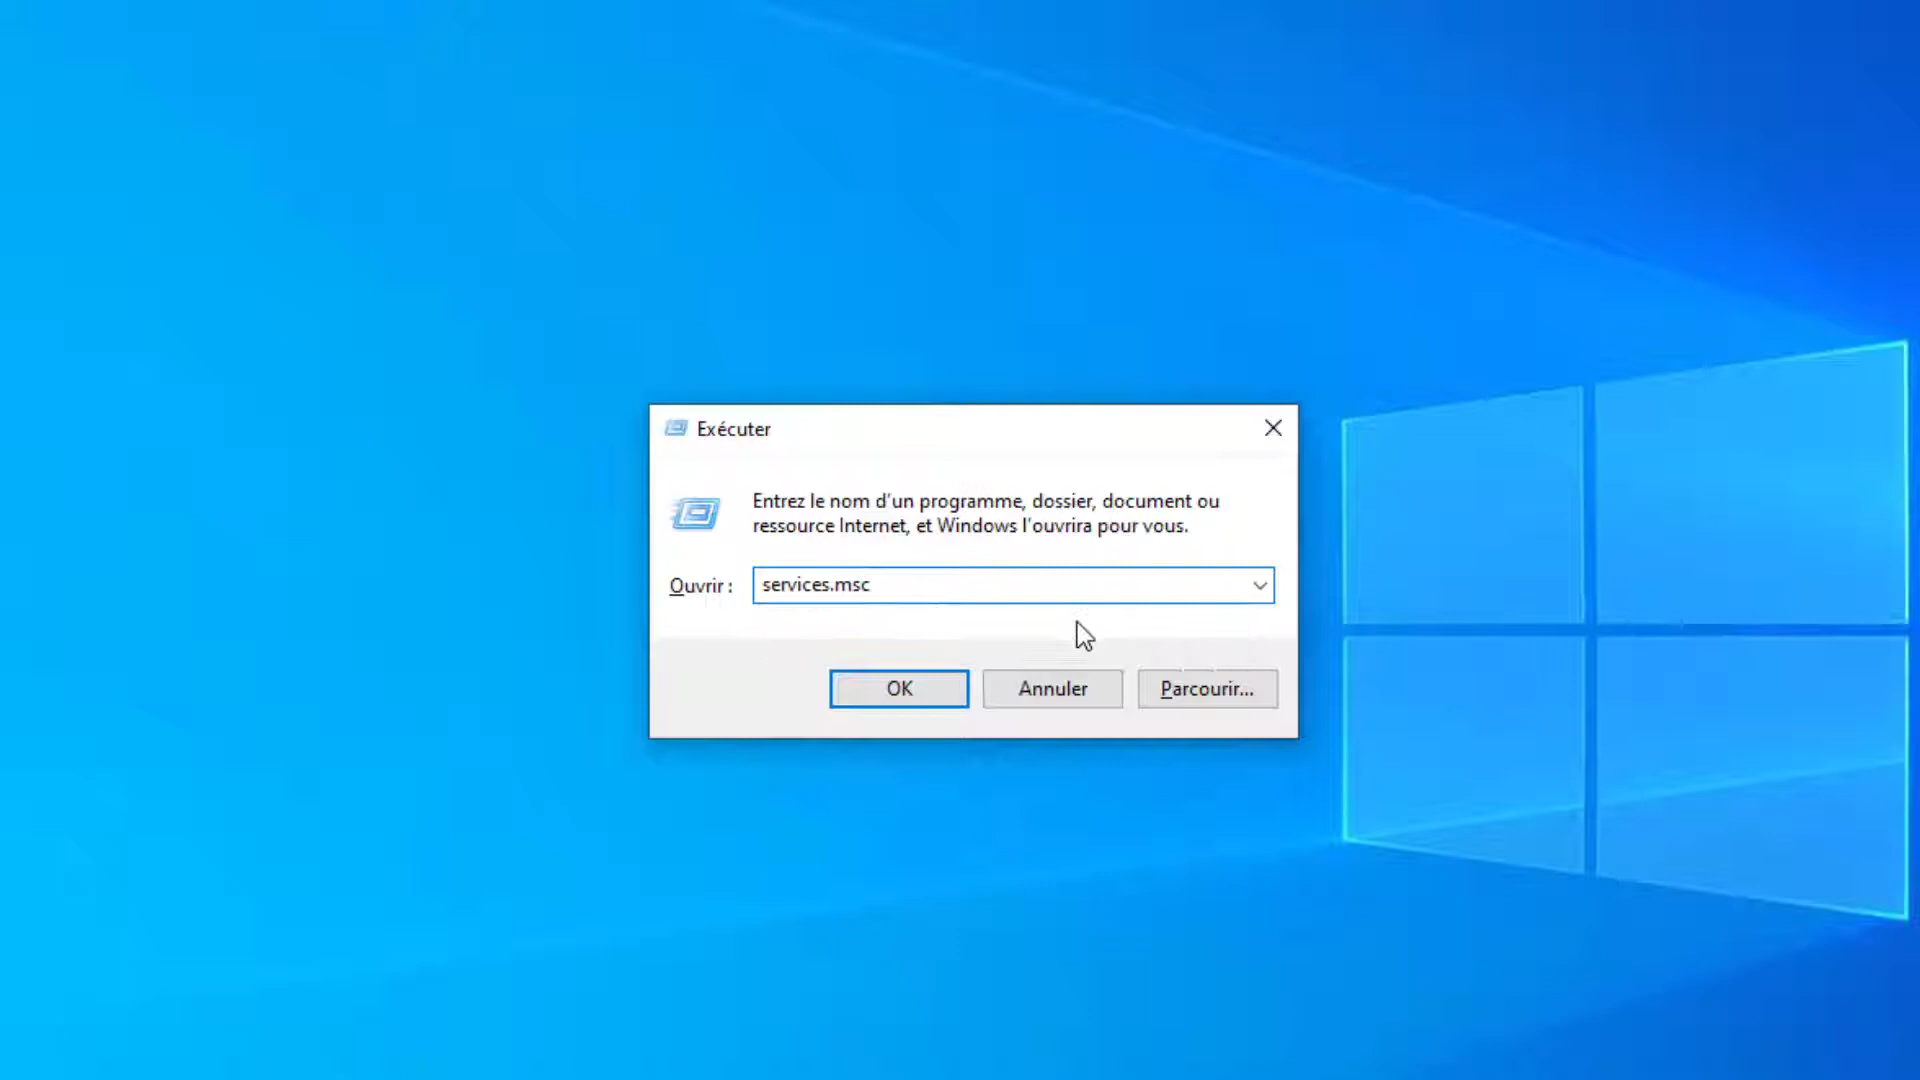 Exécuter
Entrez le nom d’un programme, dossier, document ou
ressource Internet, et Windows l’ouvrira pour vous.
Ouvrir : services.msc
OK Annuler Parcourir...